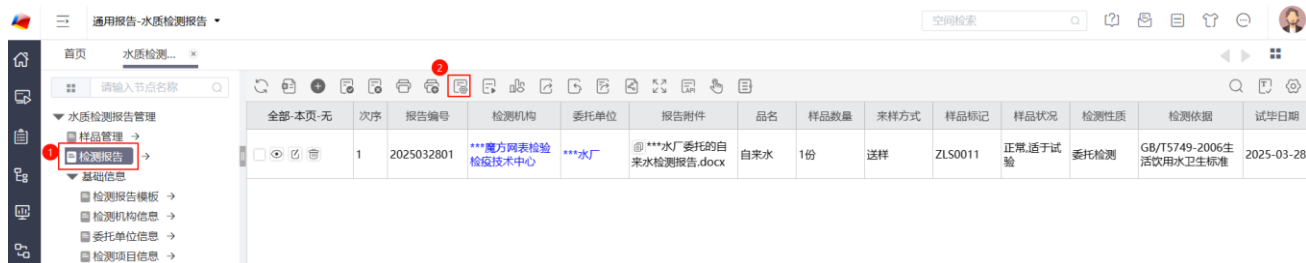 通用报告-水质检测报告
空间检索
首页
水质检测...
2
请输入节点名称
水质检测报告管理
样品管理
1
检测报告
基础信息
检测报告模板
检测机构信息
委托单位信息
检测项目信息
全部-本页-无 次序 报告编号 检测机构 委托单位 报告附件 品名 样品数量 来样方式 样品标记 样品状况 检测性质 检测依据 试毕日期
1 2025032801 ***魔方网表检验检疫技术中心 ***水厂 ***水厂委托的自来水检测报告.docx 自来水 1份 送样 ZLS0011 正常,适于试验 委托检测 GB/T5749-2006生活饮用水卫生标准 2025-03-28